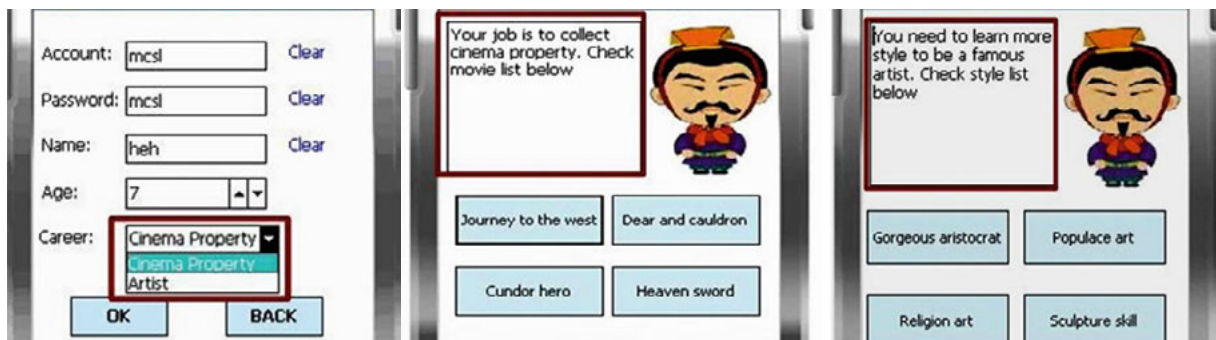 Account: mcsl Clear
Password: mcsl Clear
Name: heh Clear
Age: 7
Career: Cinema Property
Cinema Property
Artist
OK BACK
Your job is to collect
cinema property. Check
movie list below
Journey to the west Dear and cauldron
Cundor hero Heaven sword
You need to learn more
style to be a famous
artist. Check style list
below
Gorgeous aristocrat Populace art
Religion art Sculpture skill